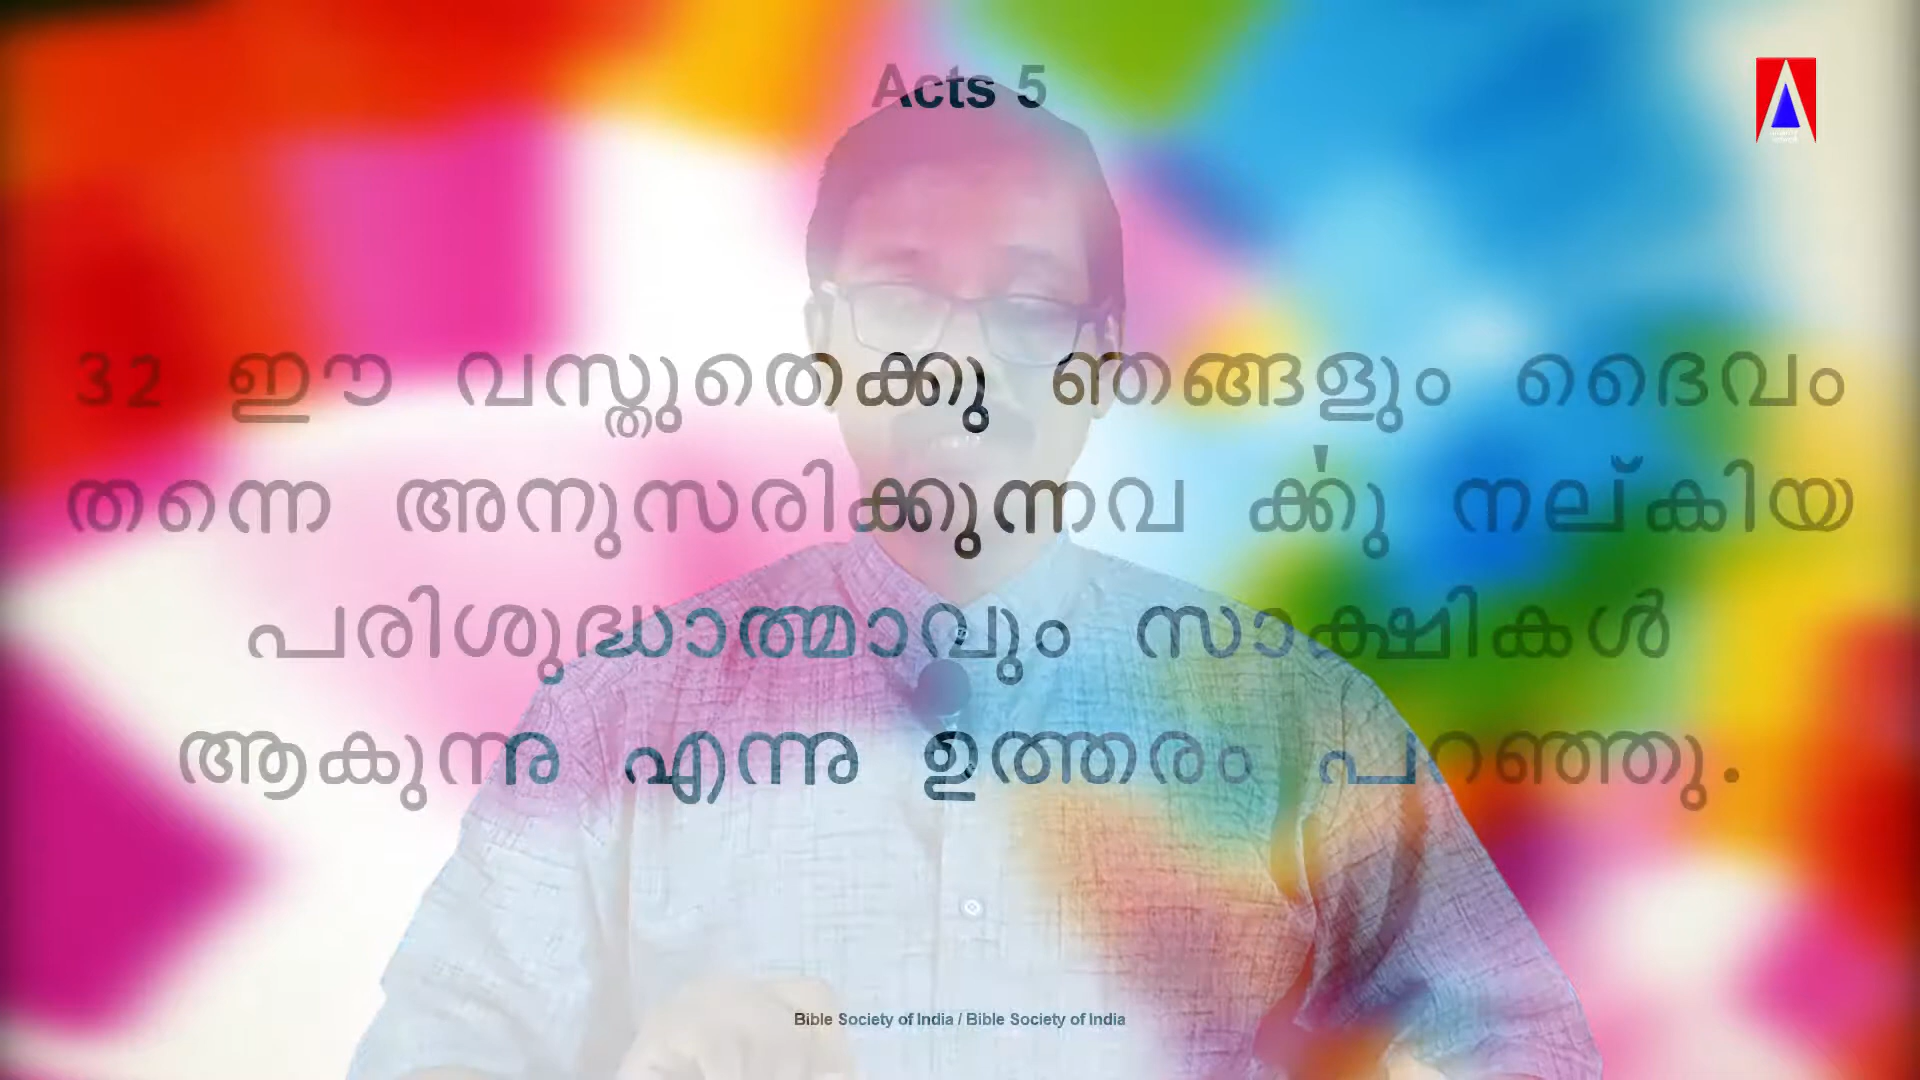 Acts 5
32 ഈ വസ്തുതെക്കു ഞങ്ങളും ദൈവം
തന്നെ അനുസരിക്കുന്നവ ക്കു് നല്കിയ
പരിശുദ്ധാത്മാവും സാക്ഷികൾ
ആകുന്നു എന്നു ഉത്തരം പറഞ്ഞു.
Bible Society of India / Bible Society of India